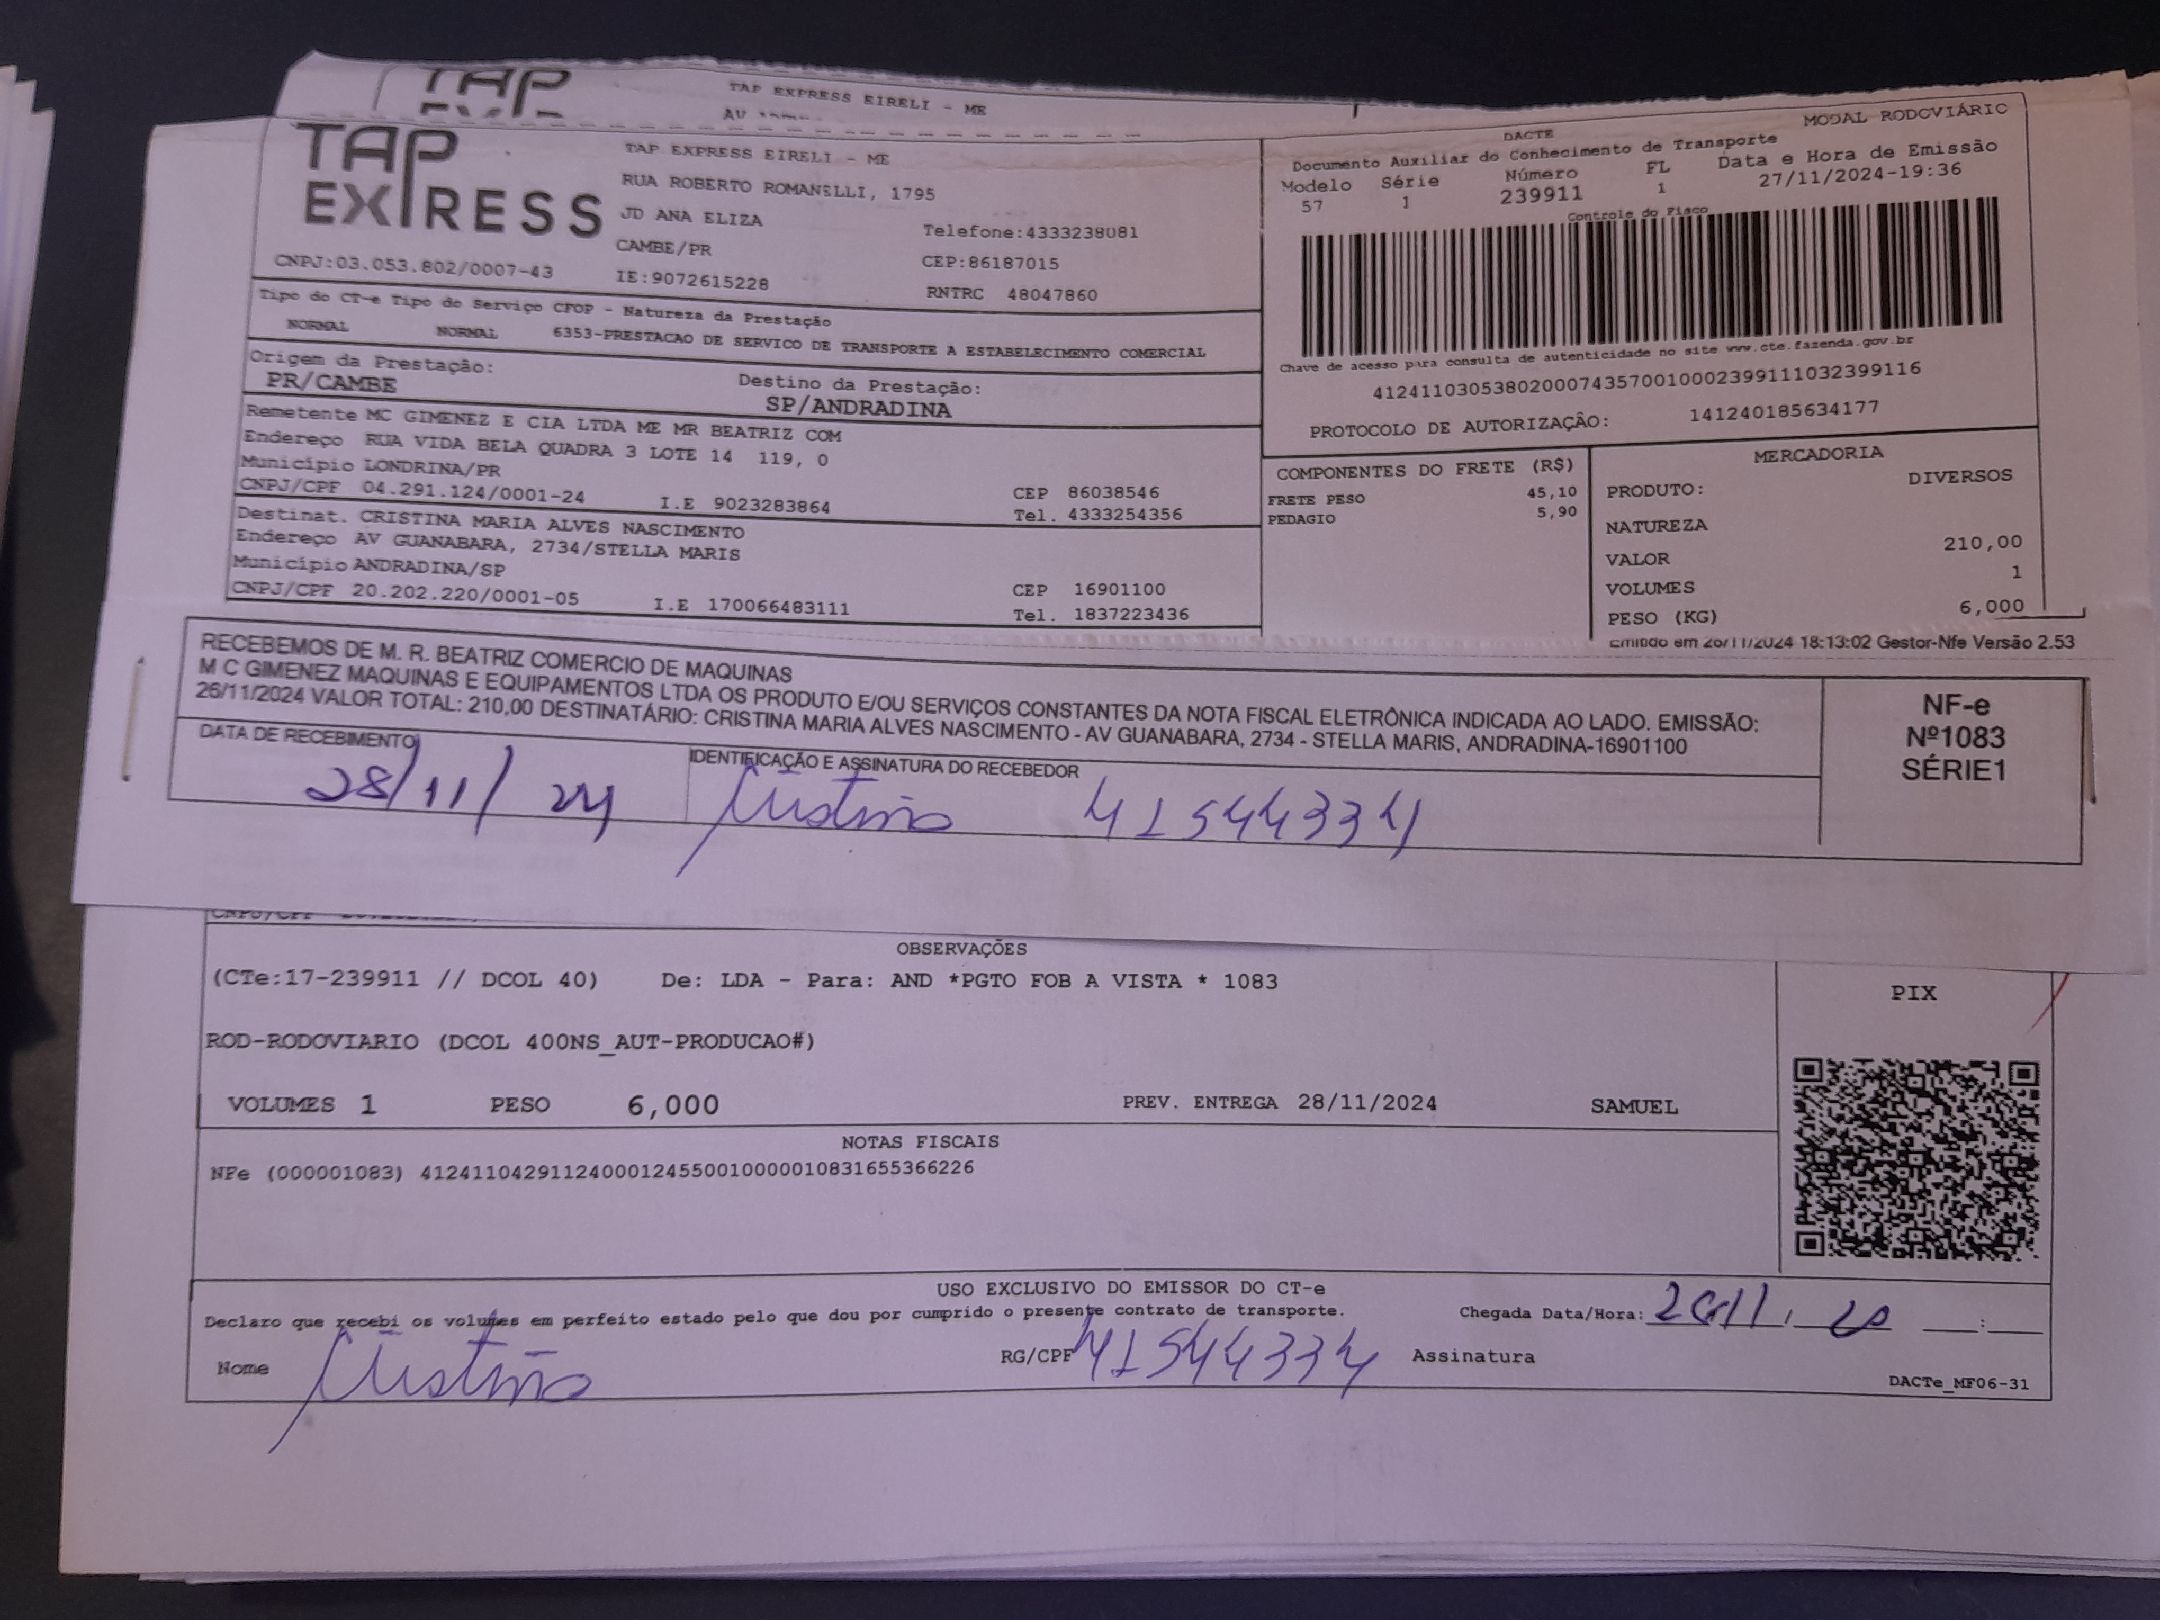 TAP
TAP EXPRESS EIRELI - ME
AV
TAP EXPRESS
TAP EXPRESS EIRELI - ME
RUA ROBERTO ROMANELLI, 1795
JD ANA ELIZA
Telefone:4333238081
CAMBE/PR
CEP:86187015
CNPJ:03.053.802/0007-43
IE:9072615228
RNTRC 48047860
MODAL RODOVIÁRIO
DACTE
Documento Auxiliar do Conhecimento de Transporte
Modelo Série Número FL Data e Hora de Emissão
57 1 239911 1 27/11/2024-19:36
Controle do Fisco
Chave de acesso para consulta de autenticidade no site www.cte.fazenda.gov.br
41241103053802000743570010002399111032399116
PROTOCOLO DE AUTORIZAÇÃO: 141240185634177
Tipo do CT-e Tipo do Serviço CFOP - Natureza da Prestação
NORMAL NORMAL 6353-PRESTACAO DE SERVICO DE TRANSPORTE A ESTABELECIMENTO COMERCIAL
Origem da Prestação: Destino da Prestação:
PR/CAMBE SP/ANDRADINA
Remetente MC GIMENEZ E CIA LTDA ME MR BEATRIZ COM
Endereço RUA VIDA BELA QUADRA 3 LOTE 14 119, 0
Município LONDRINA/PR
CEP 86038546
CNPJ/CPF 04.291.124/0001-24 I.E 9023283864 Tel. 4333254356
Destinat. CRISTINA MARIA ALVES NASCIMENTO
Endereço AV GUANABARA, 2734/STELLA MARIS
Município ANDRADINA/SP
CEP 16901100
CNPJ/CPF 20.202.220/0001-05 I.E 170066483111 Tel. 1837223436
COMPONENTES DO FRETE (R$)
FRETE PESO 45,10
PEDAGIO 5,90
MERCADORIA
PRODUTO: DIVERSOS
NATUREZA
VALOR 210,00
VOLUMES 1
PESO (KG) 6,000
Emitido em 26/11/2024 18:13:02 Gestor-Nfe Versão 2.53
RECEBEMOS DE M. R. BEATRIZ COMERCIO DE MAQUINAS
M C GIMENEZ MAQUINAS E EQUIPAMENTOS LTDA OS PRODUTO E/OU SERVIÇOS CONSTANTES DA NOTA FISCAL ELETRÔNICA INDICADA AO LADO. EMISSÃO:
26/11/2024 VALOR TOTAL: 210,00 DESTINATÁRIO: CRISTINA MARIA ALVES NASCIMENTO - AV GUANABARA, 2734 - STELLA MARIS, ANDRADINA-16901100
NF-e
Nº1083
SÉRIE1
DATA DE RECEBIMENTO IDENTIFICAÇÃO E ASSINATURA DO RECEBEDOR
28/11/24 Cristina 41544334
OBSERVAÇÕES
(CTe:17-239911 // DCOL 40) De: LDA - Para: AND *PGTO FOB A VISTA * 1083
PIX
ROD-RODOVIARIO (DCOL 400NS_AUT-PRODUCAO#)
VOLUMES 1 PESO 6,000 PREV. ENTREGA 28/11/2024 SAMUEL
NOTAS FISCAIS
NFe (000001083) 41241104291124000124550010000010831655366226
USO EXCLUSIVO DO EMISSOR DO CT-e
Declaro que recebi os volumes em perfeito estado pelo que dou por cumprido o presente contrato de transporte. Chegada Data/Hora:
Nome Cristina RG/CPF 41544334 Assinatura
DACTe_MF06-31